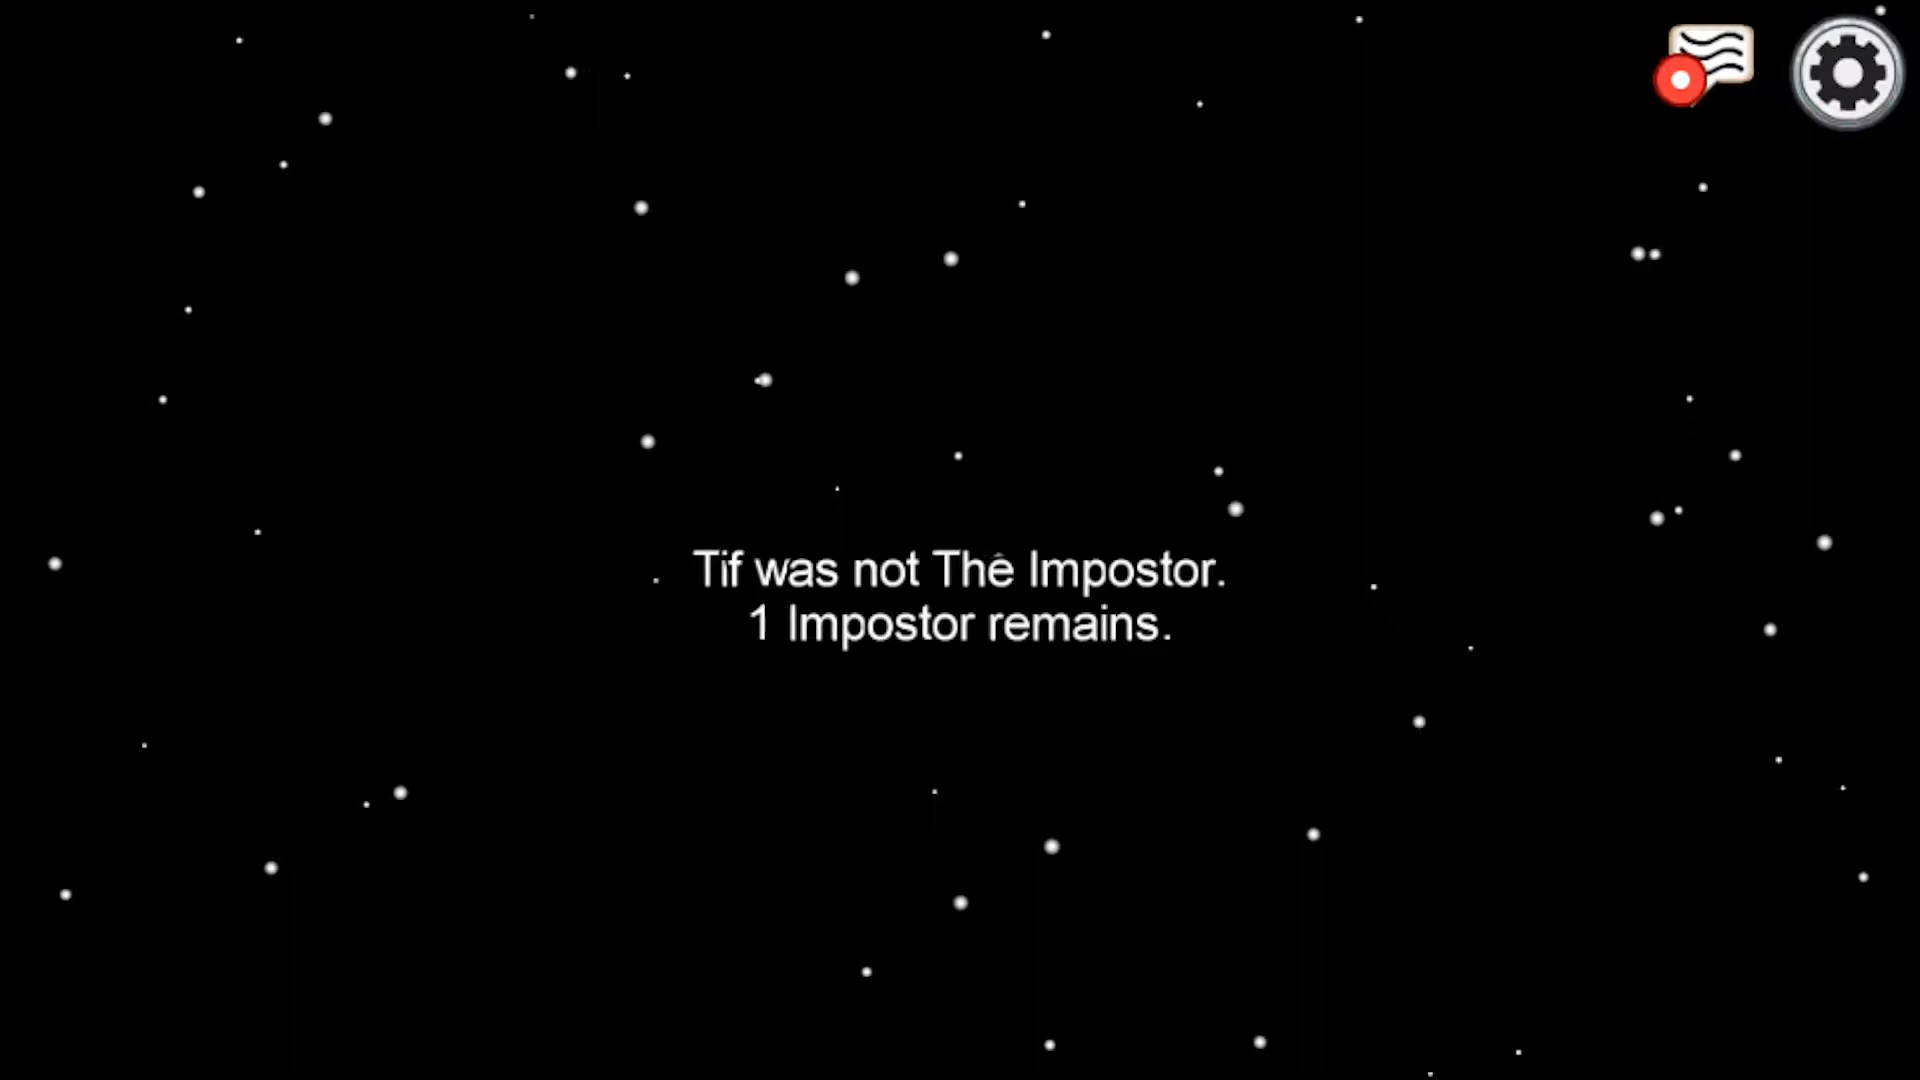 Tif was not The Impostor.
1 Impostor remains.